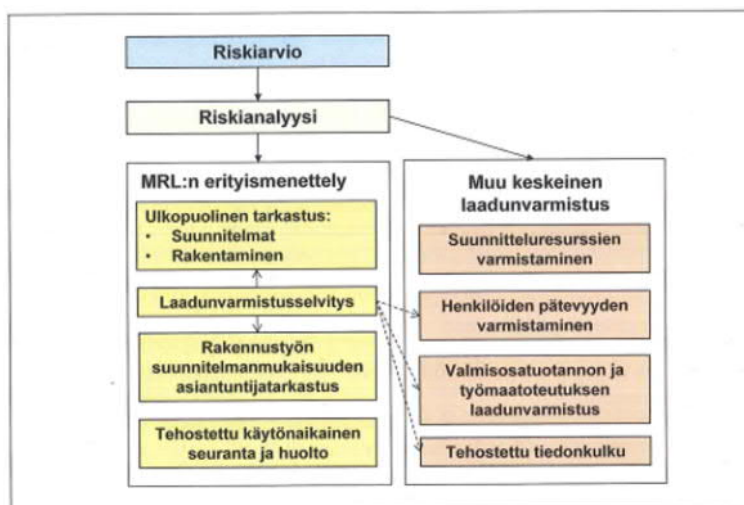 Riskiarvio
Riskianalyysi
MRL:n erityismenettely
Ulkopuolinen tarkastus:
• Suunnitelmat
• Rakentaminen
Laadunvarmistusselvitys
Rakennustyön
suunnitelmanmukaisuuden
asiantuntijatarkastus
Tehostettu käytönaikainen
seuranta ja huolto
Muu keskeinen
laadunvarmistus
Suunnitteluresurssien
varmistaminen
Henkilöiden pätevyyden
varmistaminen
Valmisosatuotannon ja
työmaatoteutuksen
laadunvarmistus
Tehostettu tiedonkulku